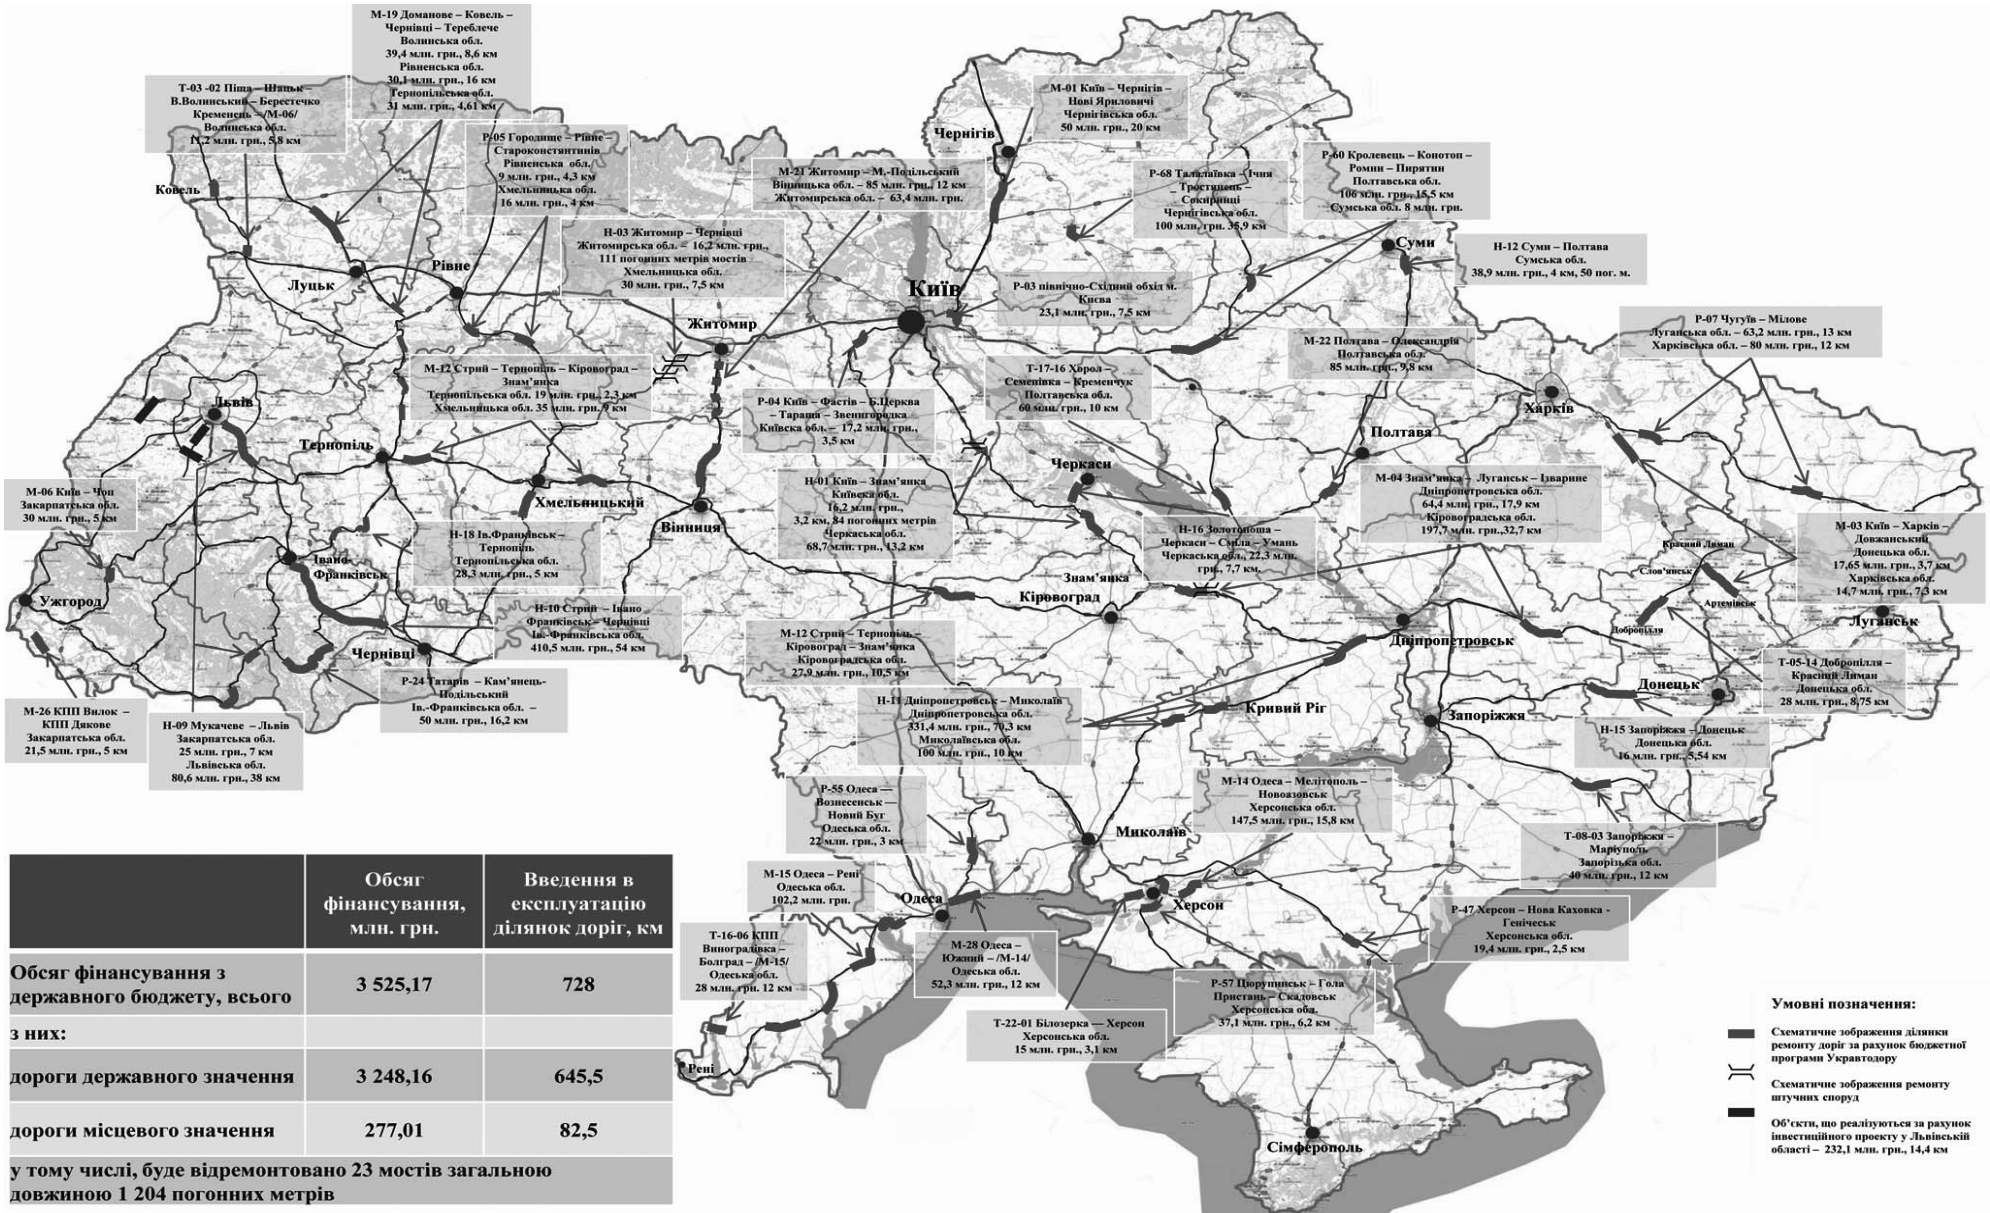 М-19 Доманове – Ковель –
Чернівці – Тереблече
Волинська обл.
39,4 млн. грн., 8,6 км
Рівненська обл.
30,1 млн. грн., 16 км
Тернопільська обл.
31 млн. грн., 4,61 км
Т-03 -02 Піща – Шацьк –
В.Волинський – Берестечко
Кременець – /М-06/
Волинська обл.
11,2 млн. грн., 5,8 км
Р-05 Городище – Рівне –
Староконстянтинів
Рівненська обл.
9 млн. грн., 4,3 км
Хмельницька обл.
16 млн. грн., 4 км
М-01 Київ – Чернігів –
Нові Яриловичі
Чернігівська обл.
50 млн. грн., 20 км
М-21 Житомир – М.-Подільський
Вінницька обл. – 85 млн. грн., 12 км
Житомирська обл. – 63,4 млн. грн.
Р-68 Талалаївка – Ічня
– Тростянець –
Сокиринці
Чернігівська обл.
100 млн. грн. 35,9 км
Р-60 Кролевець – Конотоп –
Ромни – Пирятин
Полтавська обл.
106 млн. грн., 15,5 км
Сумська обл. 8 млн. грн.
Н-03 Житомир – Чернівці
Житомирська обл. – 16,2 млн. грн.,
111 погонних метрів мостів
Хмельницька обл.
30 млн. грн., 7,5 км
Н-12 Суми – Полтава
Сумська обл.
38,9 млн. грн., 4 км, 50 пог. м.
Р-03 північно-Східний обхід м.
Києва
23,1 млн. грн., 7,5 км
Р-07 Чугуїв – Мілове
Луганська обл. – 63,2 млн. грн., 13 км
Харківська обл. – 80 млн. грн., 12 км
М-22 Полтава – Олександрія
Полтавська обл.
85 млн. грн., 9,8 км
М-12 Стрий – Тернопіль – Кіровоград –
Знам’янка
Тернопільська обл. 19 млн. грн., 2,3 км
Хмельницька обл. 35 млн. грн. 9 км
Т-17-16 Хорол –
Семенівка – Кременчук
Полтавська обл.
60 млн. грн., 10 км
Р-04 Київ – Фастів – Б.Церква
– Тараща – Звенигородка
Київска обл. – 17,2 млн. грн.,
3,5 км
Н-01 Київ – Знам’янка
Київска обл.
16,2 млн. грн.,
3,2 км, 84 погонних метрів
Черкаська обл.
68,7 млн. грн., 13,2 км
М-04 Знам’янка – Луганськ – Ізварине
Дніпропетровська обл.
64,4 млн. грн., 17,9 км
Кіровоградська обл.
197,7 млн. грн.,32,7 км
Н-16 Золотоноша –
Черкаси – Сміла – Умань
Черкаська обл., 22,3 млн.
грн., 7,7 км.
М-06 Київ – Чоп
Закарпатська обл.
30 млн. грн., 5 км
Н-18 Ів.Франківськ –
Тернопіль
Тернопільська обл.
28,3 млн. грн., 5 км
М-03 Київ – Харків –
Довжанський
Донецька обл.
17,65 млн. грн., 3,7 км
Харківська обл.
14,7 млн. грн., 7,3 км
Н-10 Стрий – Івано
Франківськ – Чернівці
Ів.-Франківська обл.
410,5 млн. грн., 54 км
М-12 Стрий – Тернопіль –
Кіровоград – Знам’янка
Кіровоградська обл.
27,9 млн. грн., 10,5 км
Т-05-14 Добропілля –
Красний Лиман
Донецька обл.
28 млн. грн., 8,75 км
Р-24 Татарів – Кам’янець-
Подільський
Ів.-Франківська обл. –
50 млн. грн., 16,2 км
М-26 КПП Вилок –
КПП Дякове
Закарпатська обл.
21,5 млн. грн., 5 км
Н-09 Мукачеве – Львів
Закарпатська обл.
25 млн. грн., 7 км
Львівська обл.
80,6 млн. грн., 38 км
Н-11 Дніпропетровськ – Миколаїв
Дніпропетровська обл.
331,4 млн. грн., 70,3 км
Миколаївська обл.
100 млн. грн., 10 км
Н-15 Запоріжжя – Донецьк
Донецька обл.
16 млн. грн., 5,54 км
Р-55 Одеса —
Вознесенськ —
Новий Буг
Одеська обл.
22 млн. грн., 3 км
М-14 Одеса – Мелітополь –
Новоазовськ
Херсонська обл.
147,5 млн. грн., 15,8 км
Т-08-03 Запоріжжя –
Маріуполь
Запорізька обл.
40 млн. грн., 12 км
М-15 Одеса – Рені
Одеська обл.
102,2 млн. грн.
Р-47 Херсон – Нова Каховка -
Генічеськ
Херсонська обл.
19,4 млн. грн., 2,5 км
Т-16-06 КПП
Виноградівка –
Болград – /М-15/
Одеська обл.
28 млн. грн. 12 км
М-28 Одеса –
Южний – /М-14/
Одеська обл.
52,3 млн. грн., 12 км
Р-57 Цюрупинськ – Гола
Пристань – Скадовськ
Херсонська обл.
37,1 млн. грн., 6,2 км
Т-22-01 Білозерка — Херсон
Херсонська обл.
15 млн. грн., 3,1 км
Ковель
Луцьк
Рівне
Житомир
Київ
Чернігів
Суми
Харків
Полтава
Львів
Тернопіль
Хмельницький
Вінниця
Черкаси
Івано-
Франківськ
Ужгород
Чернівці
Знам’янка
Кіровоград
Дніпропетровськ
Красний Лиман
Слов’янськ
Артемівськ
Добропілля
Луганськ
Донецьк
Запоріжжя
Кривий Ріг
Миколаїв
Одеса
Херсон
Рені
Сімферополь
Обсяг
фінансування,
млн. грн.
Введення в
експлуатацію
ділянок доріг, км
Обсяг фінансування з
державного бюджету, всього
3 525,17
728
з них:
дороги державного значення
3 248,16
645,5
дороги місцевого значення
277,01
82,5
у тому числі, буде відремонтовано 23 мостів загальною
довжиною 1 204 погонних метрів
Умовні позначення:
Схематичне зображення ділянки
ремонту доріг за рахунок бюджетної
програми Укравтодору
Схематичне зображення ремонту
штучних споруд
Об’єкти, що реалізуються за рахунок
інвестиційного проекту у Львівській
області – 232,1 млн. грн., 14,4 км